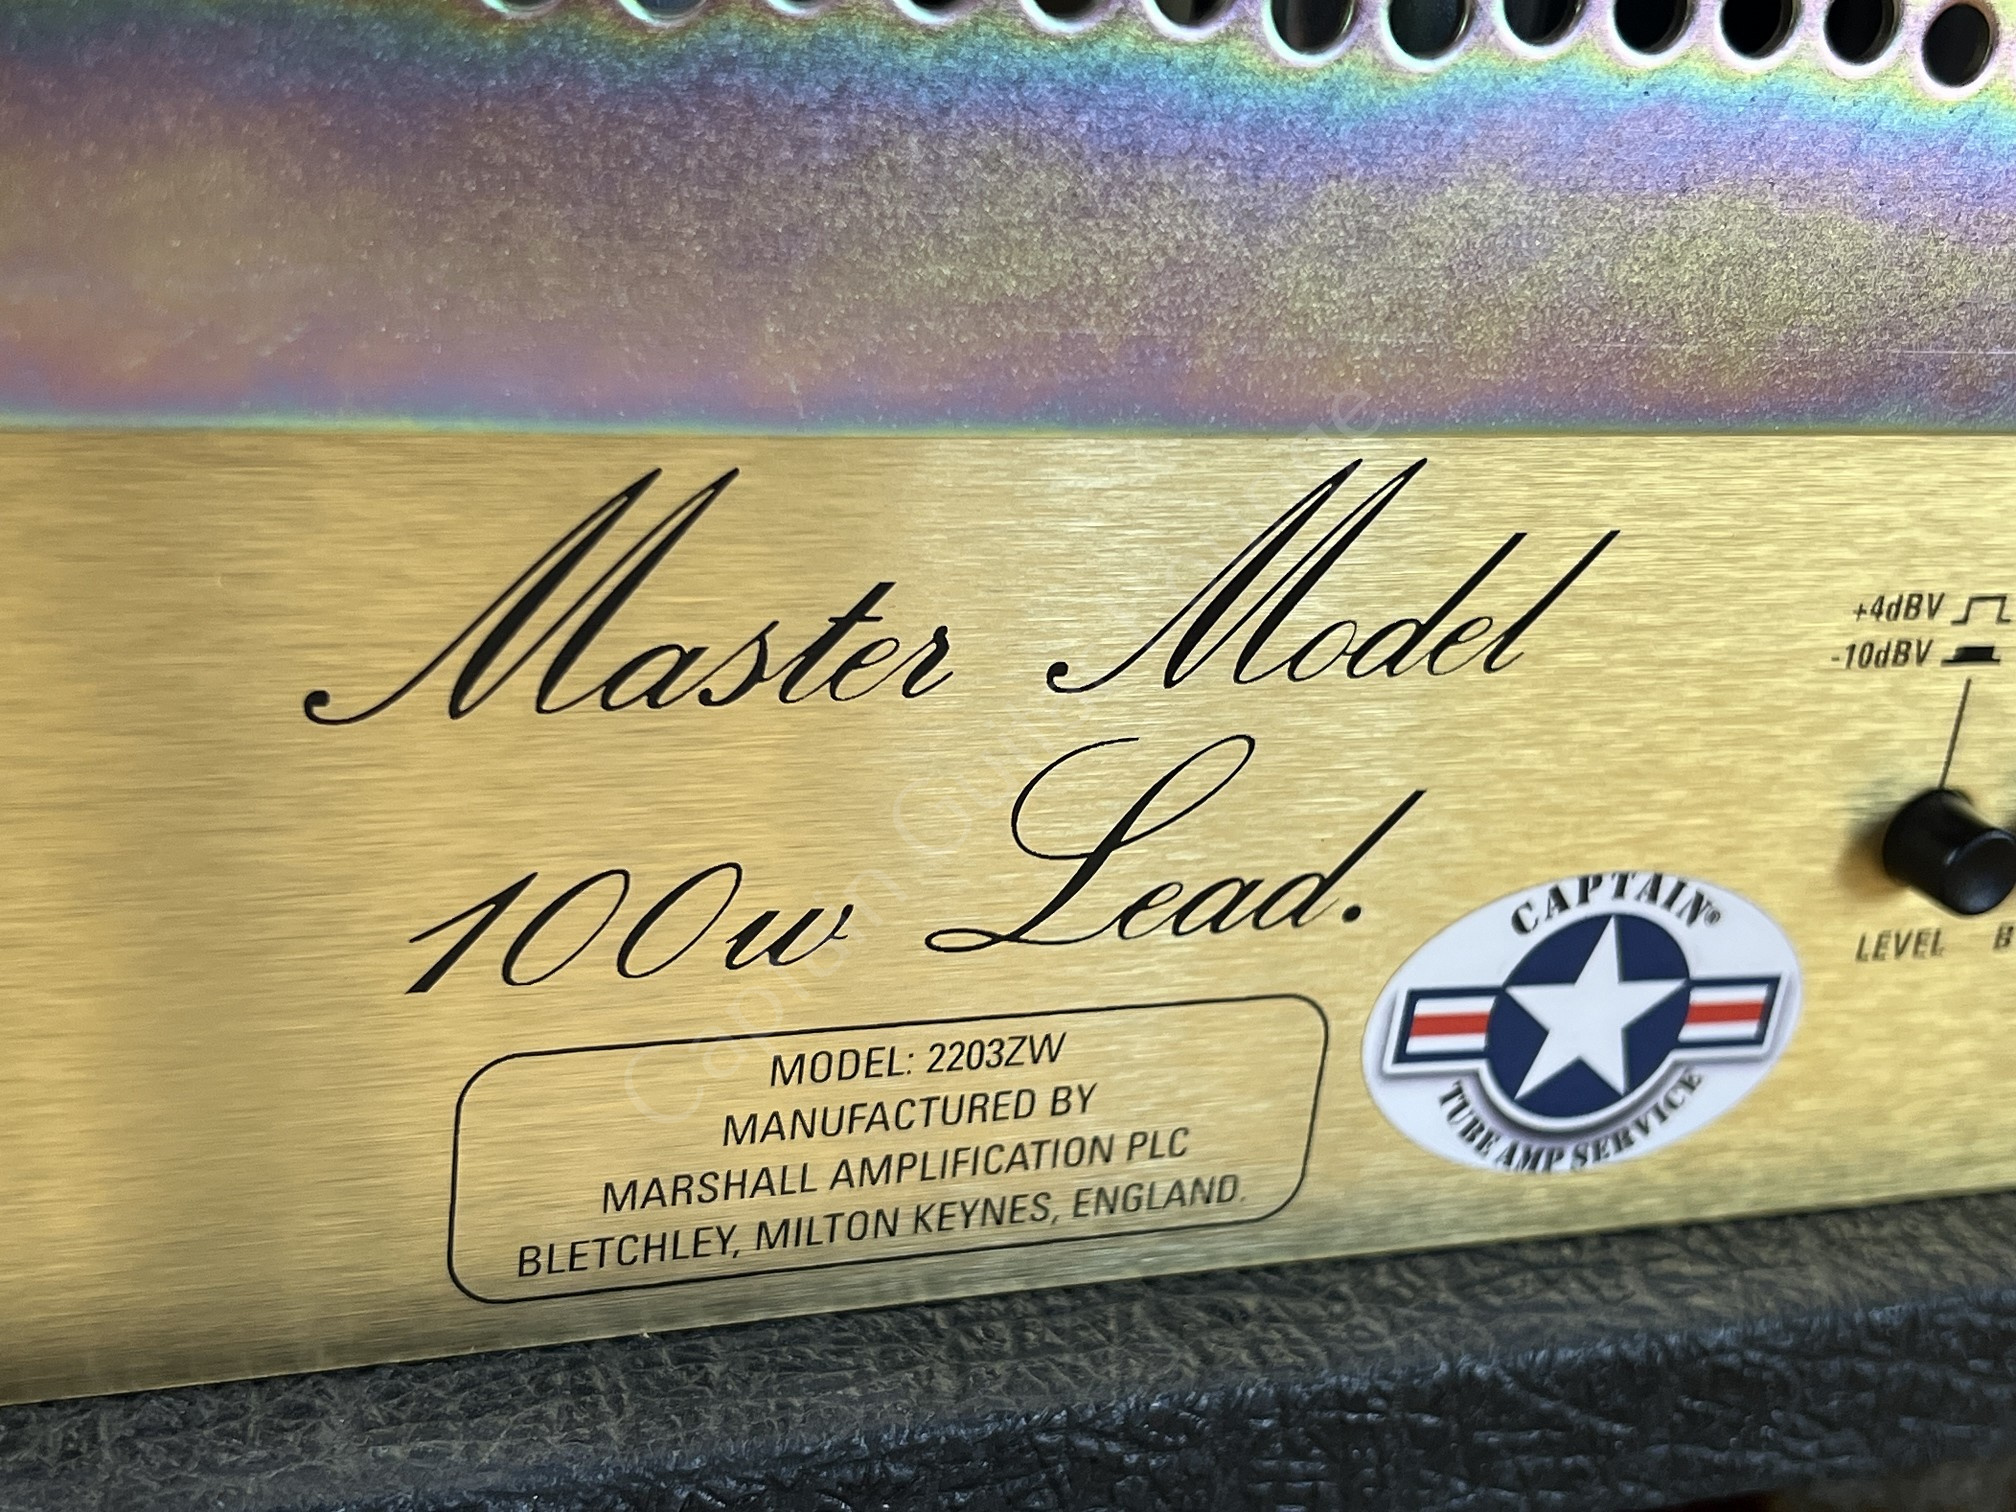 Master Model
100w Lead.
+4dBV
-10dBV
LEVEL B
CAPTAIN®
TUBE AMP SERVICE
MODEL: 2203ZW
MANUFACTURED BY
MARSHALL AMPLIFICATION PLC
BLETCHLEY, MILTON KEYNES, ENGLAND.